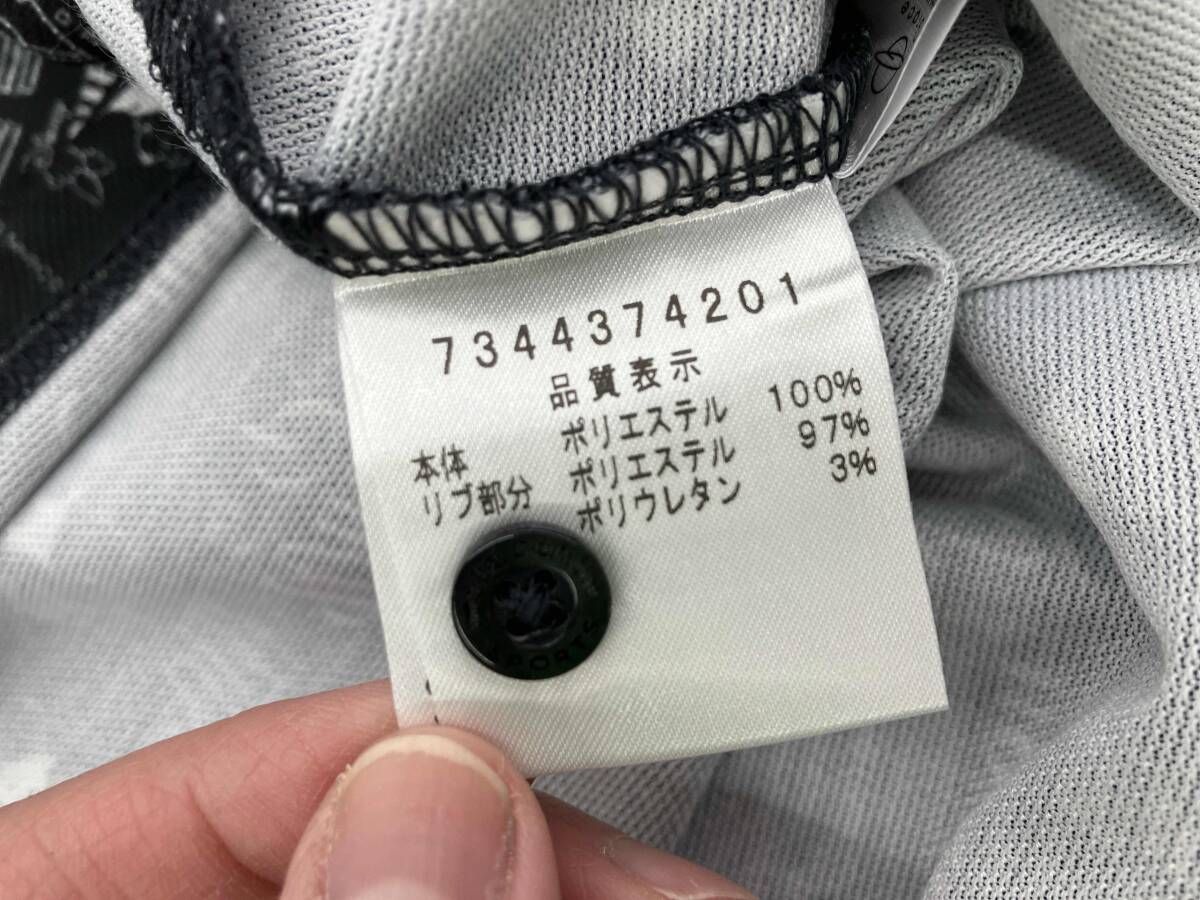 7344374201
品質表示
本体 ポリエステル 100%
リブ部分 ポリエステル 97%
ポリウレタン 3%
SPORTS